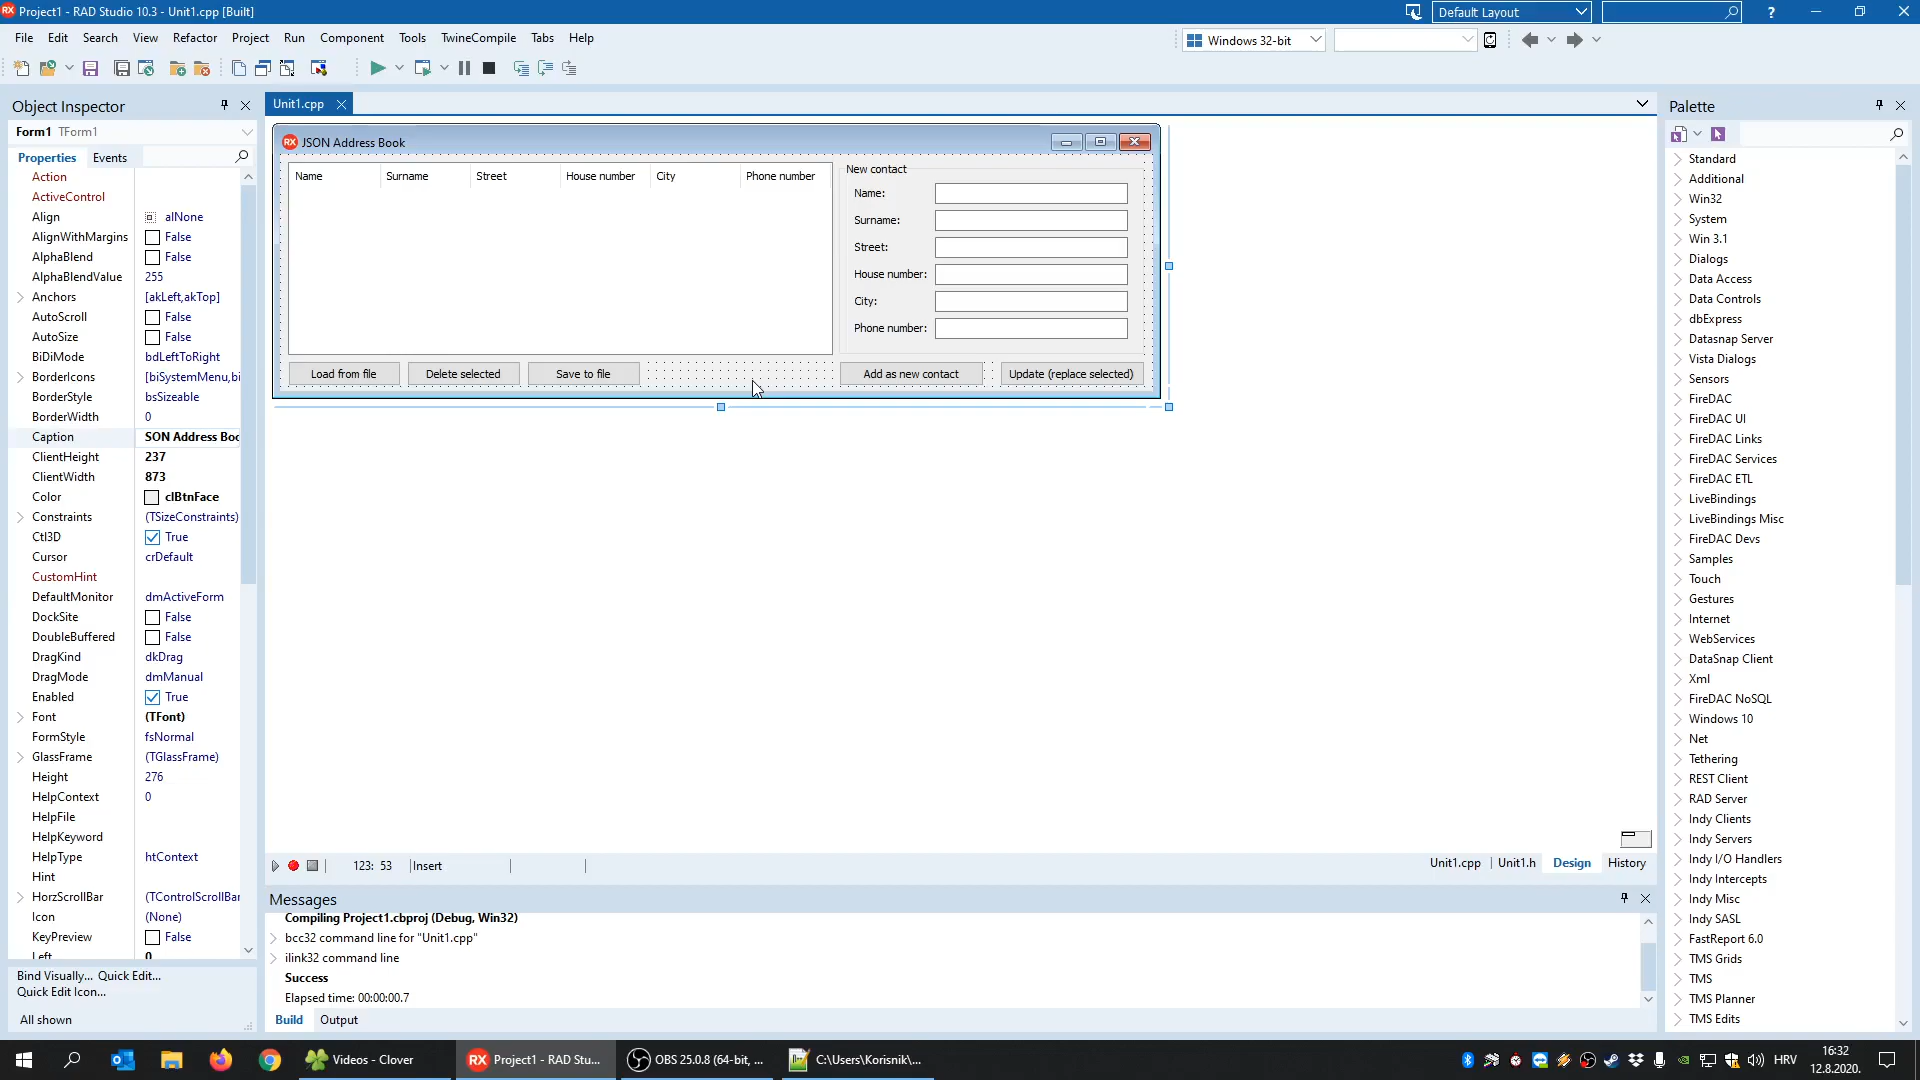 Project1 - RAD Studio 10.3 - Unit1.cpp [Built]
Default Layout
?
File Edit Search View Refactor Project Run Component Tools TwineCompile Tabs Help
Windows 32-bit
Object Inspector
Form1 TForm1
Properties Events
Action
ActiveControl
Align alNone
AlignWithMargins False
AlphaBlend False
AlphaBlendValue 255
Anchors [akLeft,akTop]
AutoScroll False
AutoSize False
BiDiMode bdLeftToRight
BorderIcons [biSystemMenu,bi
BorderStyle bsSizeable
BorderWidth 0
Caption SON Address Boo
ClientHeight 237
ClientWidth 873
Color clBtnFace
Constraints (TSizeConstraints)
Ctl3D True
Cursor crDefault
CustomHint
DefaultMonitor dmActiveForm
DockSite False
DoubleBuffered False
DragKind dkDrag
DragMode dmManual
Enabled True
Font (TFont)
FormStyle fsNormal
GlassFrame (TGlassFrame)
Height 276
HelpContext 0
HelpFile
HelpKeyword
HelpType htContext
Hint
HorzScrollBar (TControlScrollBar
Icon (None)
KeyPreview False
Left 0
Bind Visually... Quick Edit...
Quick Edit Icon...
All shown
Unit1.cpp
RX JSON Address Book
Name Surname Street House number City Phone number
New contact
Name:
Surname:
Street:
House number:
City:
Phone number:
Load from file Delete selected Save to file Add as new contact Update (replace selected)
123: 53 Insert
Unit1.cpp Unit1.h Design History
Messages
Compiling Project1.cbproj (Debug, Win32)
bcc32 command line for "Unit1.cpp"
ilink32 command line
Success
Elapsed time: 00:00:00.7
Build Output
Palette
Standard
Additional
Win32
System
Win 3.1
Dialogs
Data Access
Data Controls
dbExpress
Datasnap Server
Vista Dialogs
Sensors
FireDAC
FireDAC UI
FireDAC Links
FireDAC Services
FireDAC ETL
LiveBindings
LiveBindings Misc
FireDAC Devs
Samples
Touch
Gestures
Internet
WebServices
DataSnap Client
Xml
FireDAC NoSQL
Windows 10
Net
Tethering
REST Client
RAD Server
Indy Clients
Indy Servers
Indy I/O Handlers
Indy Intercepts
Indy Misc
Indy SASL
FastReport 6.0
TMS Grids
TMS
TMS Planner
TMS Edits
Videos - Clover
RX Project1 - RAD Stu...
OBS 25.0.8 (64-bit, ...
C:\Users\Korisnik\...
HRV
16:32
12.8.2020.